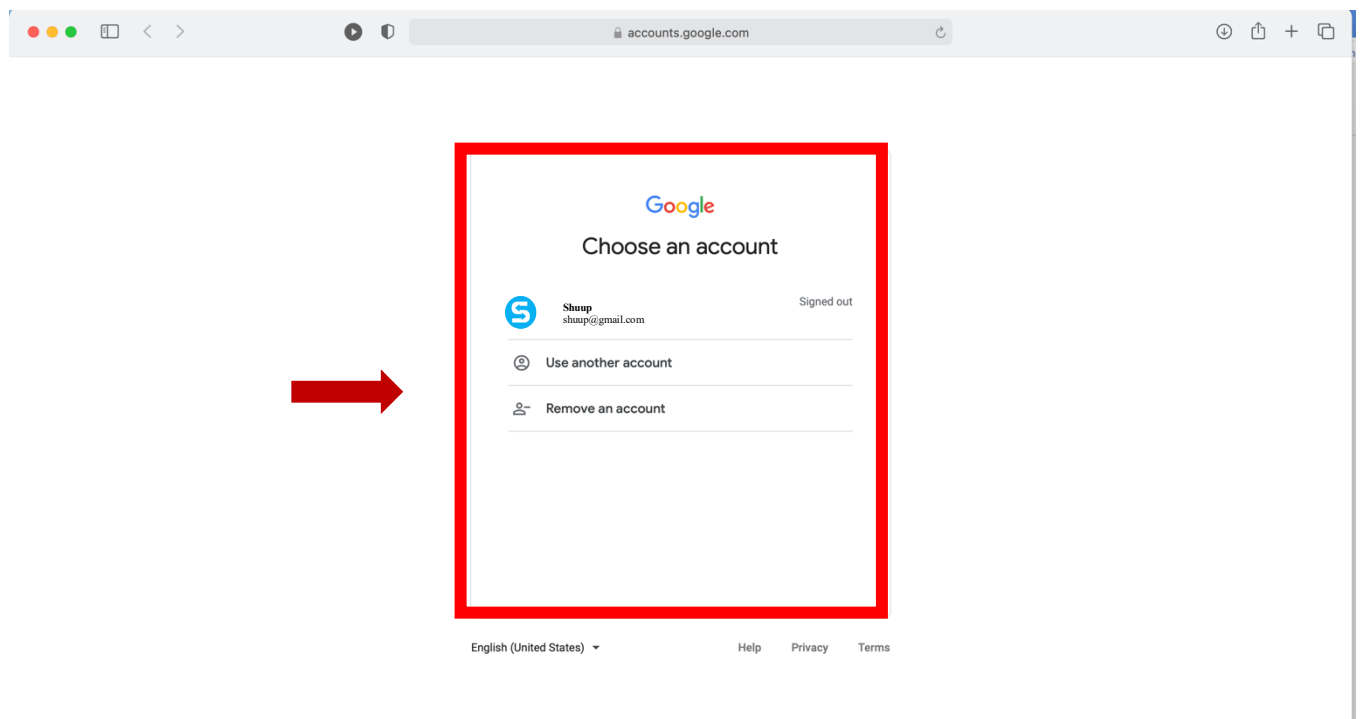 accounts.google.com
Google
Choose an account
Shuup
Signed out
shuup@gmail.com
Use another account
Remove an account
English (United States)
Help Privacy Terms